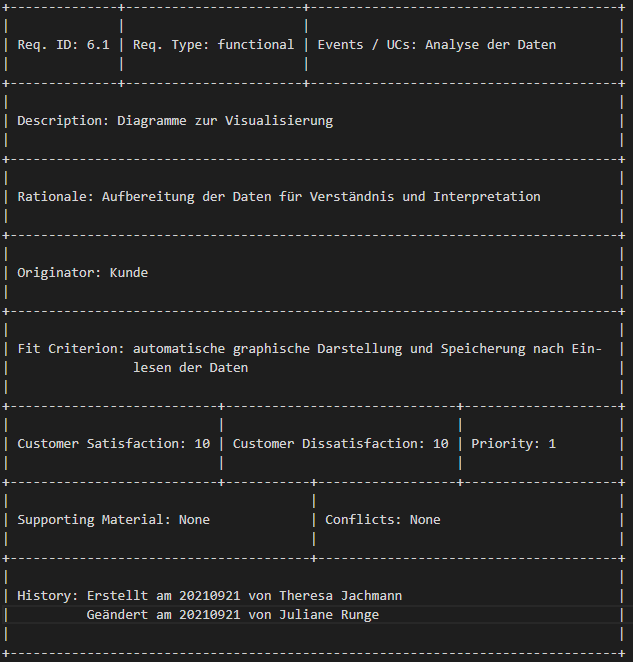 Req. ID: 6.1 | Req. Type: functional | Events / UCs: Analyse der Daten
Description: Diagramme zur Visualisierung
Rationale: Aufbereitung der Daten für Verständnis und Interpretation
Originator: Kunde
Fit Criterion: automatische graphische Darstellung und Speicherung nach Ein-
lesen der Daten
Customer Satisfaction: 10 | Customer Dissatisfaction: 10 | Priority: 1
Supporting Material: None | Conflicts: None
History: Erstellt am 20210921 von Theresa Jachmann
Geändert am 20210921 von Juliane Runge